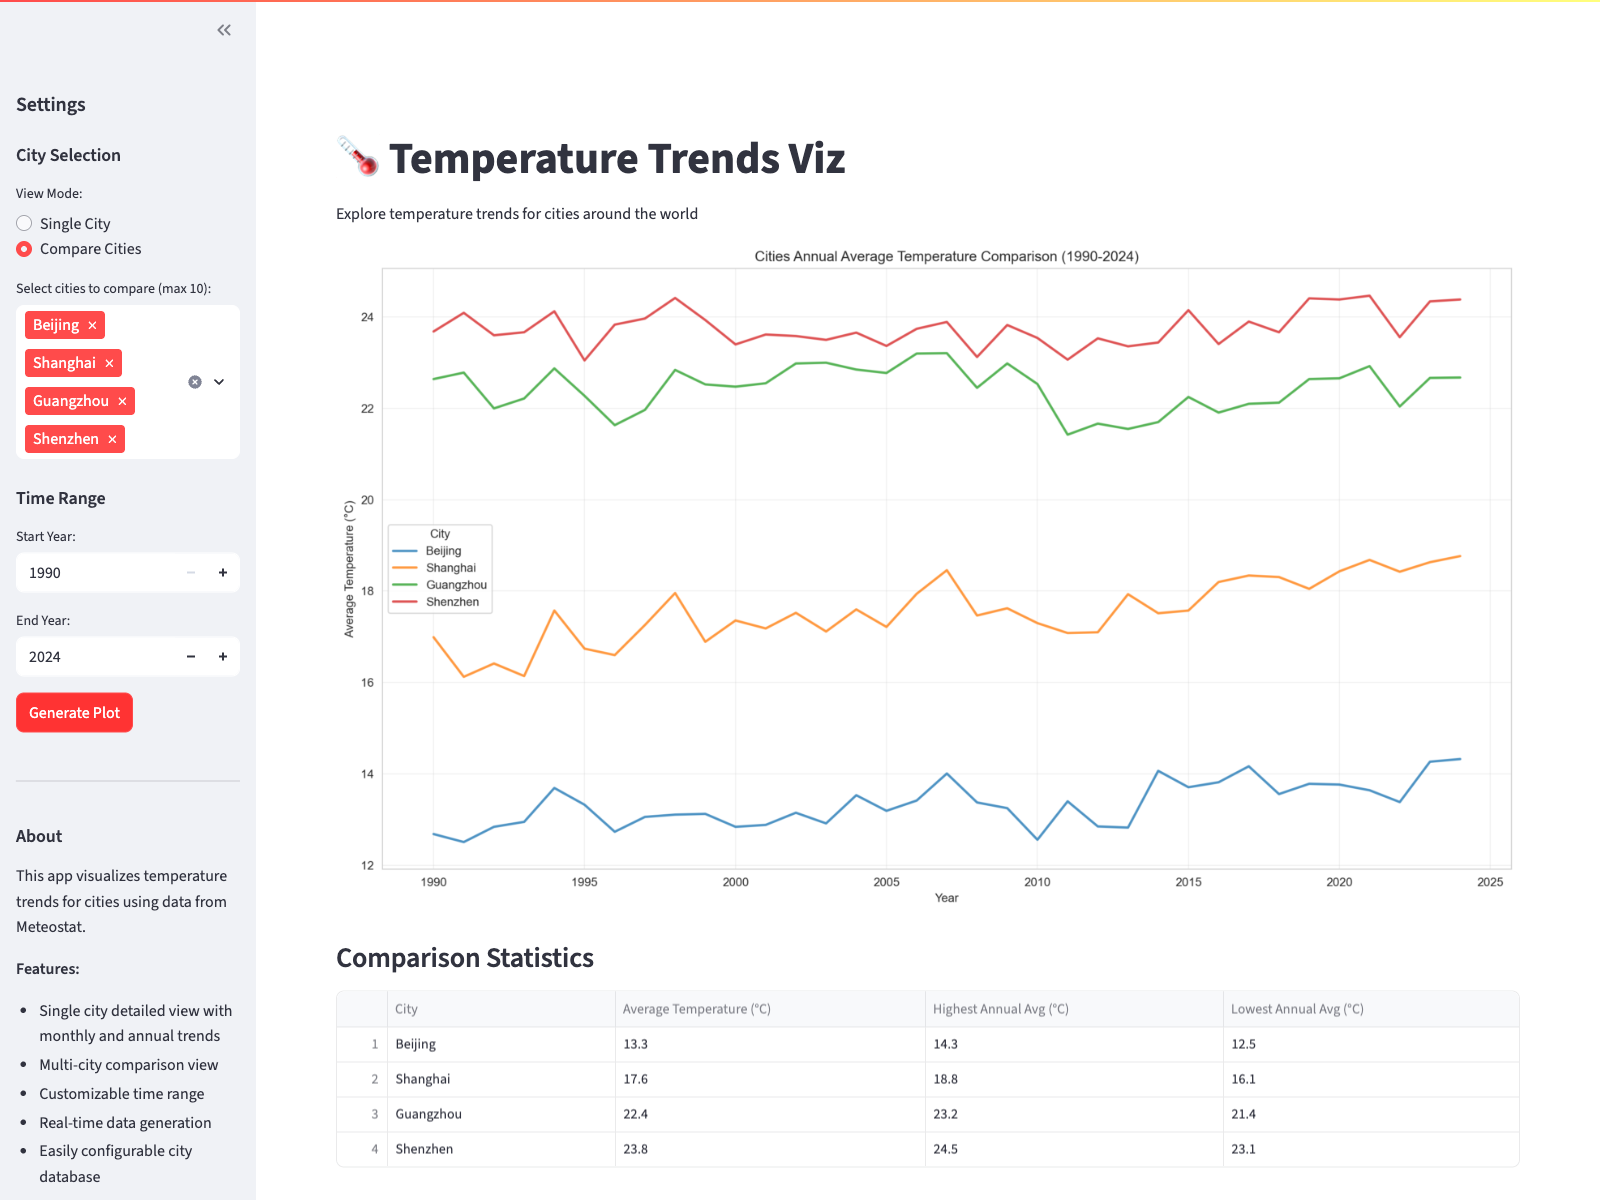 Settings
City Selection
View Mode:
Single City
Compare Cities
Select cities to compare (max 10):
Beijing ×
Shanghai ×
Guangzhou ×
Shenzhen ×
Time Range
Start Year:
1990 − +
End Year:
2024 − +
Generate Plot
About
This app visualizes temperature
trends for cities using data from
Meteostat.
Features:
• Single city detailed view with
monthly and annual trends
• Multi-city comparison view
• Customizable time range
• Real-time data generation
• Easily configurable city
database
Temperature Trends Viz
Explore temperature trends for cities around the world
Cities Annual Average Temperature Comparison (1990-2024)
Average Temperature (°C)
24
22
20
18
16
14
12
City
Beijing
Shanghai
Guangzhou
Shenzhen
1990 1995 2000 2005 2010 2015 2020 2025
Year
Comparison Statistics
City Average Temperature (°C) Highest Annual Avg (°C) Lowest Annual Avg (°C)
1 Beijing 13.3 14.3 12.5
2 Shanghai 17.6 18.8 16.1
3 Guangzhou 22.4 23.2 21.4
4 Shenzhen 23.8 24.5 23.1